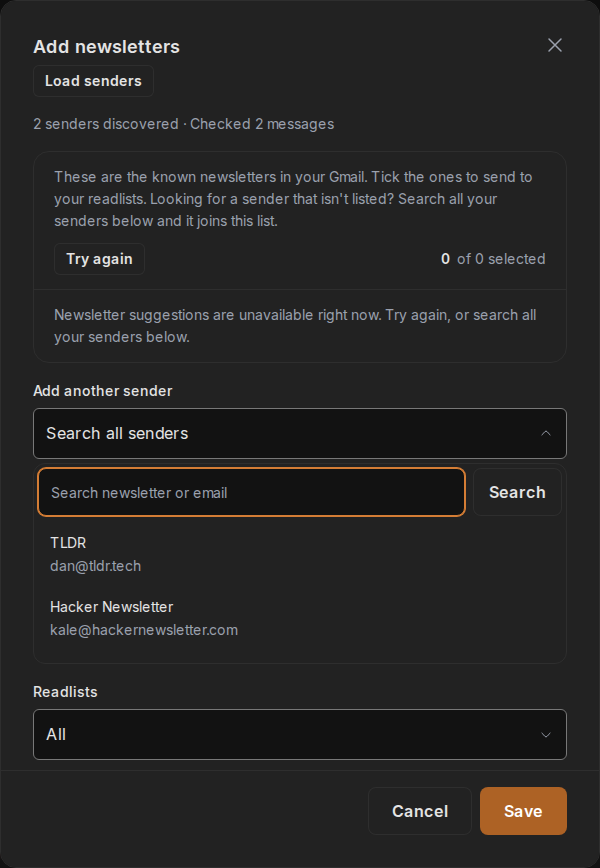 Add newsletters
Load senders
2 senders discovered · Checked 2 messages
These are the known newsletters in your Gmail. Tick the ones to send to
your readlists. Looking for a sender that isn't listed? Search all your
senders below and it joins this list.
Try again
0 of 0 selected
Newsletter suggestions are unavailable right now. Try again, or search all
your senders below.
Add another sender
Search all senders
Search newsletter or email
Search
TLDR
dan@tldr.tech
Hacker Newsletter
kale@hackernewsletter.com
Readlists
All
Cancel
Save